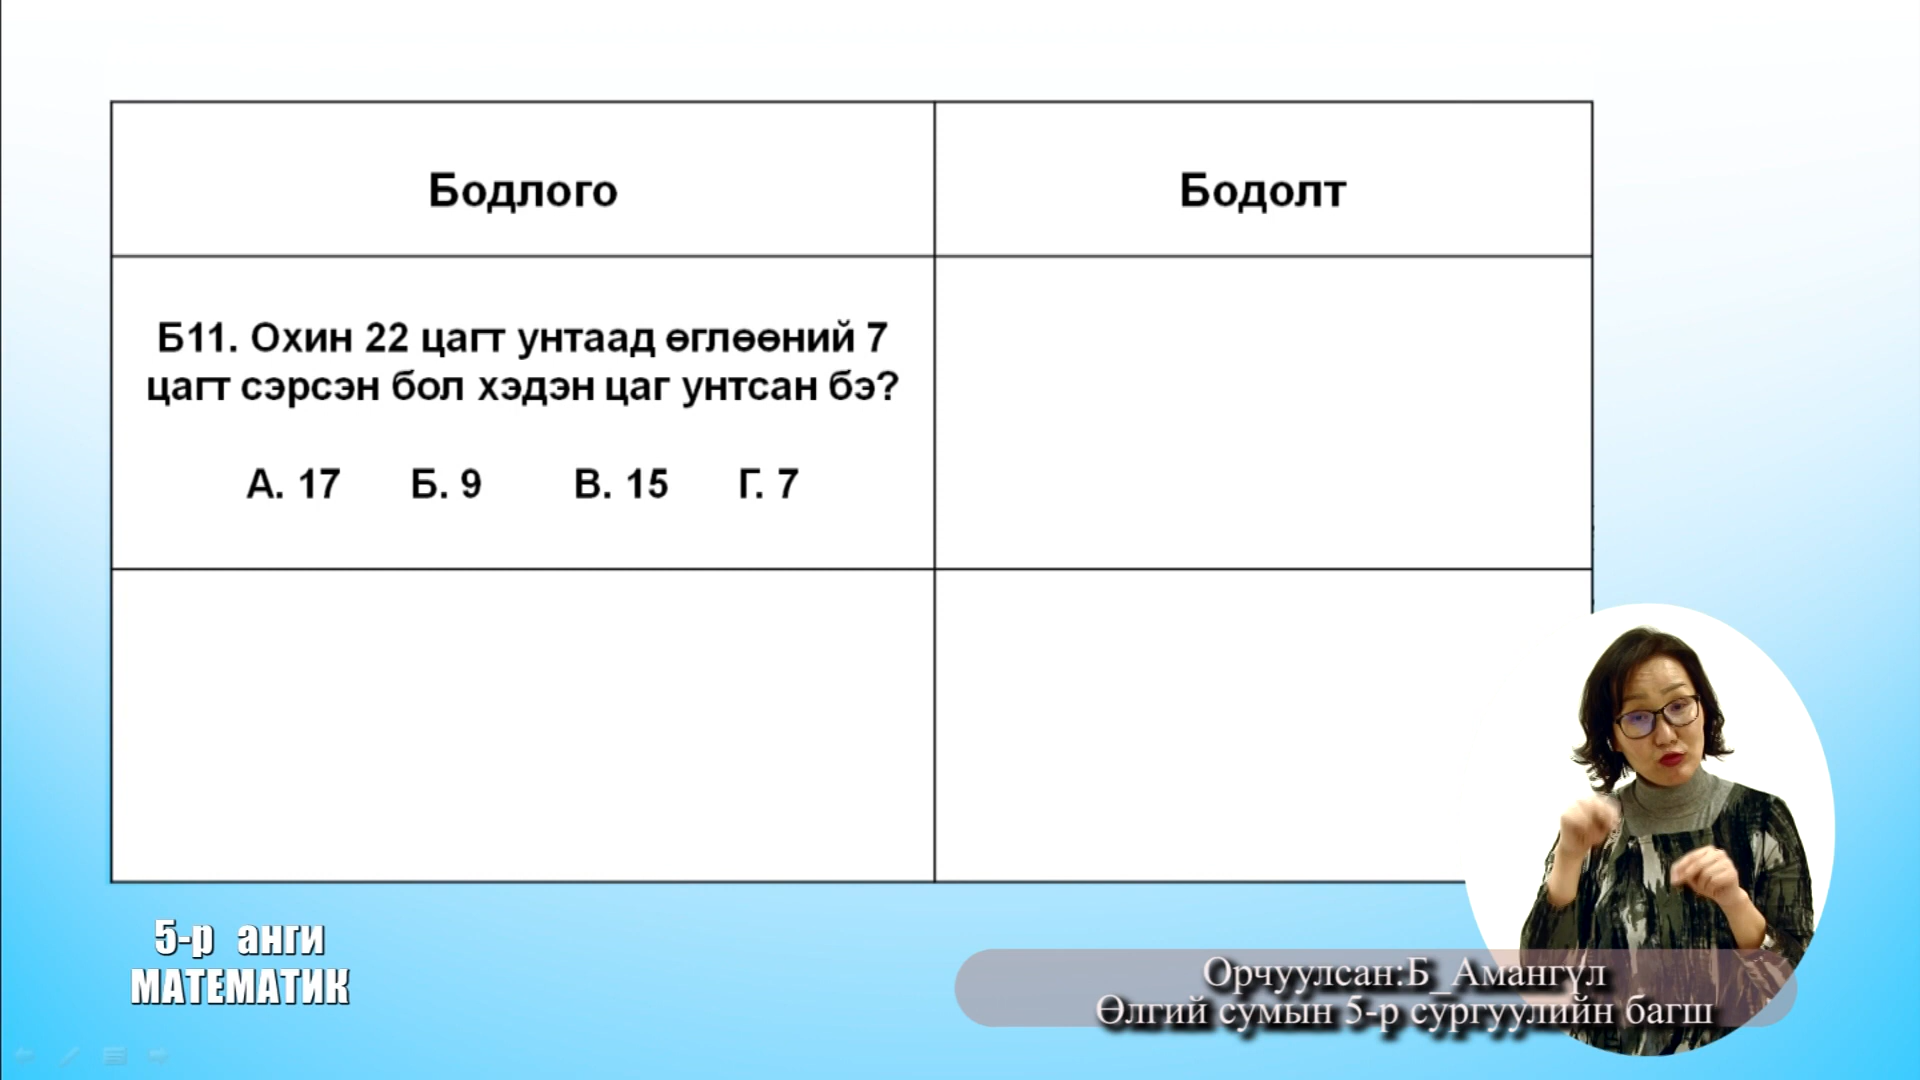 Бодлого
Бодолт
Б11. Охин 22 цагт унтаад өглөөний 7
цагт сэрсэн бол хэдэн цаг унтсан бэ?
А. 17 Б. 9 В. 15 Г. 7
5-р анги
МАТЕМАТИК
Орчуулсан:Б_Амангүл
Өлгий сумын 5-р сургуулийн багш